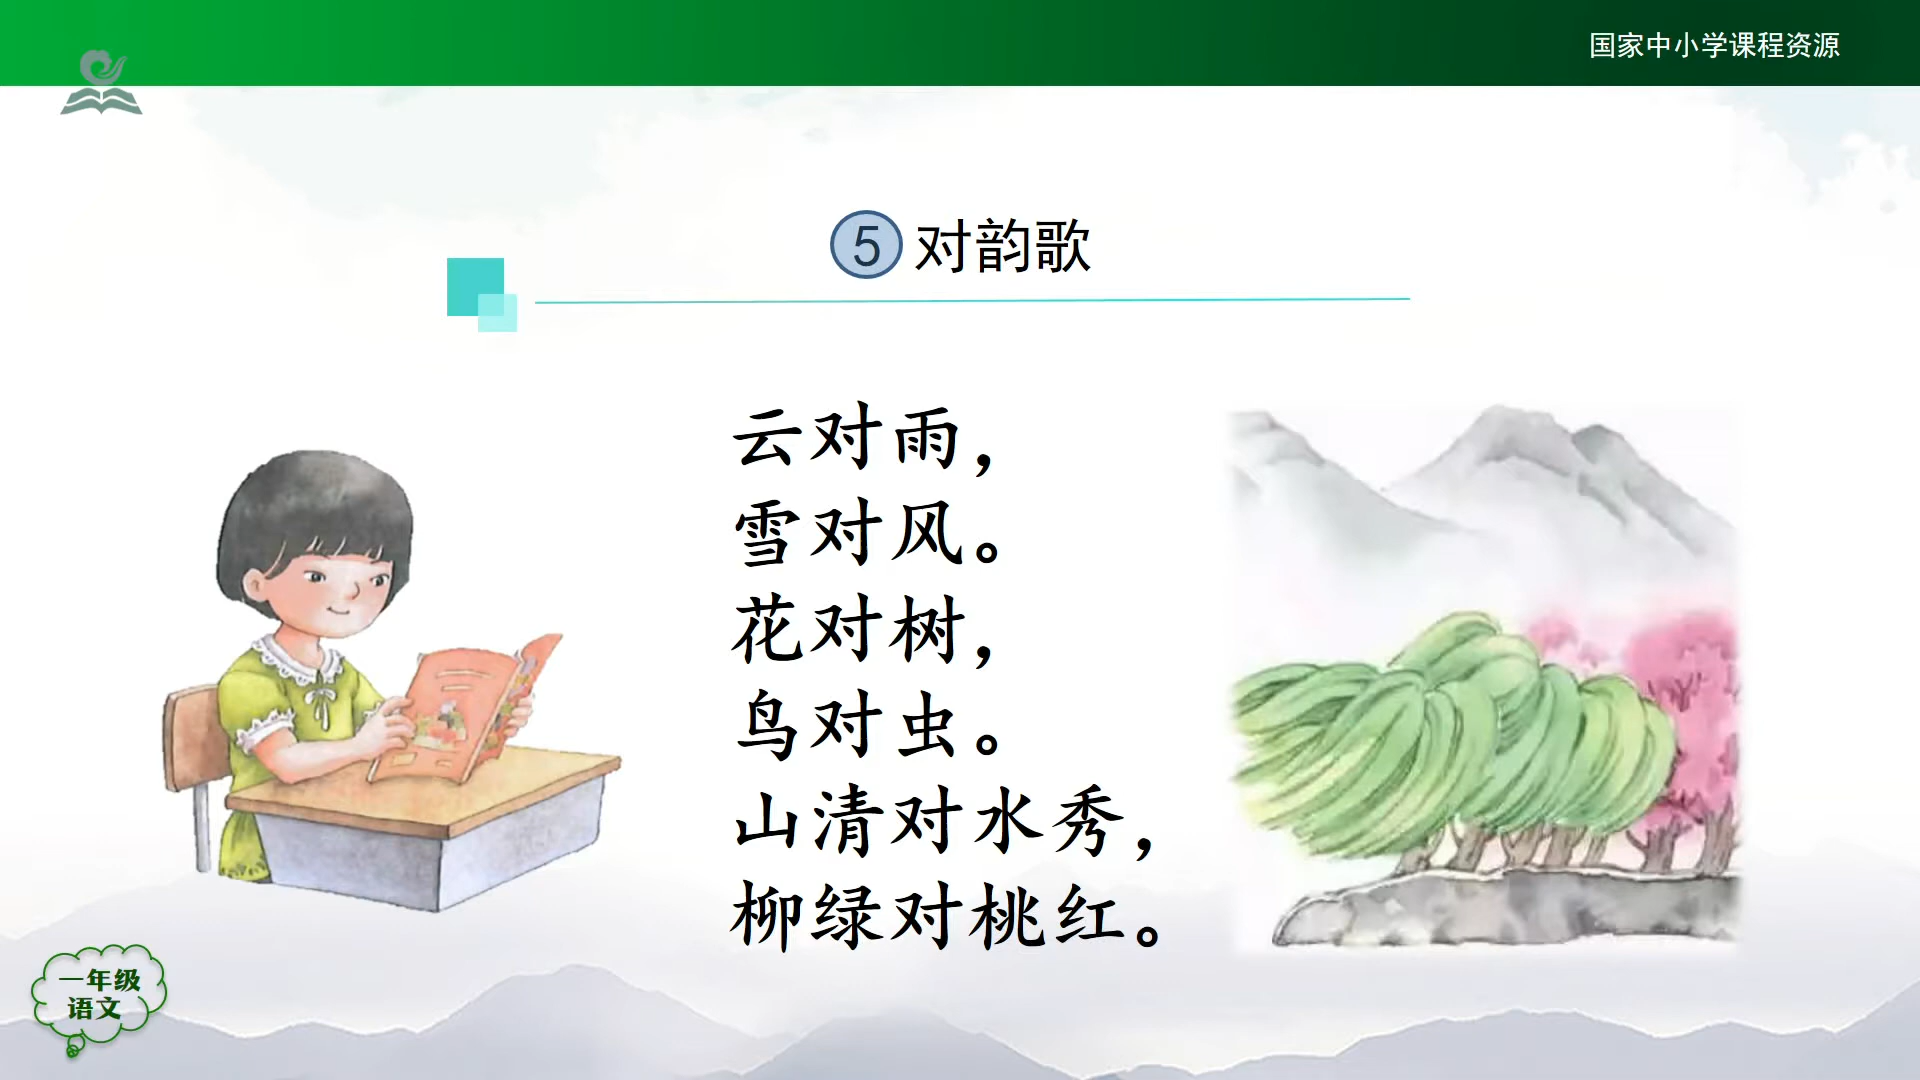 国家中小学课程资源
5 对韵歌
云对雨，
雪对风。
花对树，
鸟对虫。
山清对水秀，
柳绿对桃红。
一年级
语文